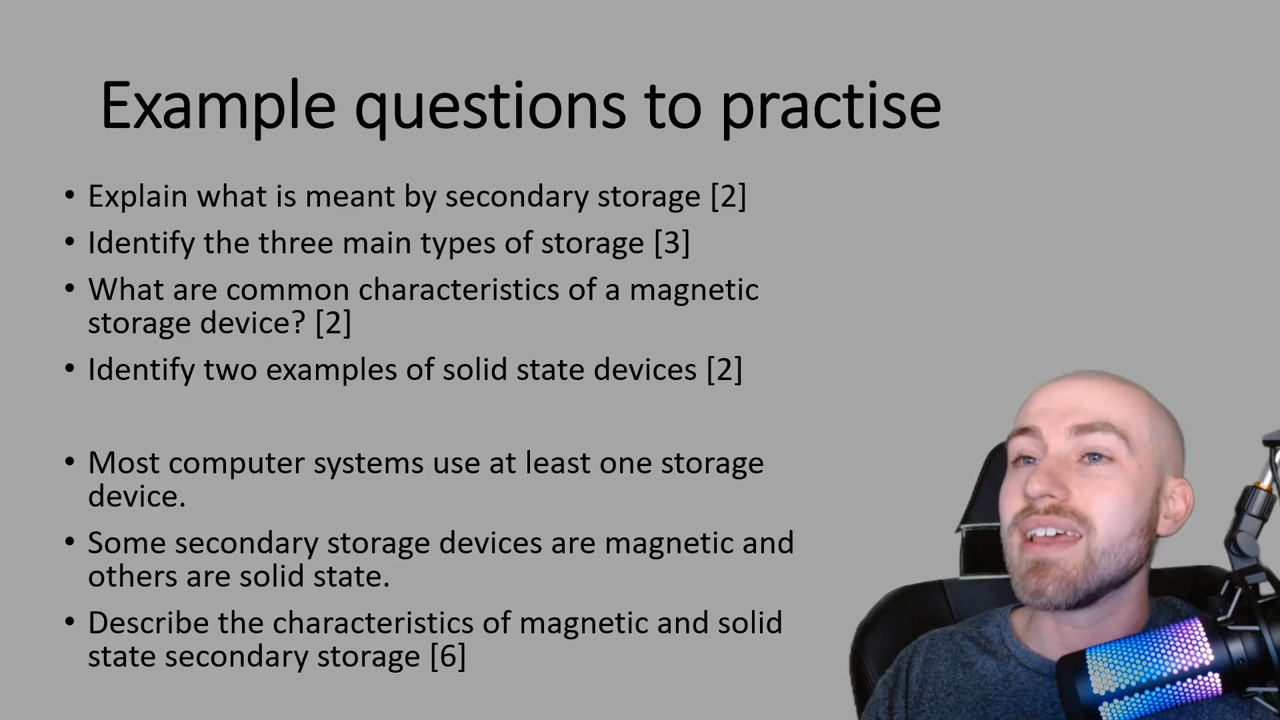 Example questions to practise
• Explain what is meant by secondary storage [2]
• Identify the three main types of storage [3]
• What are common characteristics of a magnetic
storage device? [2]
• Identify two examples of solid state devices [2]
• Most computer systems use at least one storage
device.
• Some secondary storage devices are magnetic and
others are solid state.
• Describe the characteristics of magnetic and solid
state secondary storage [6]